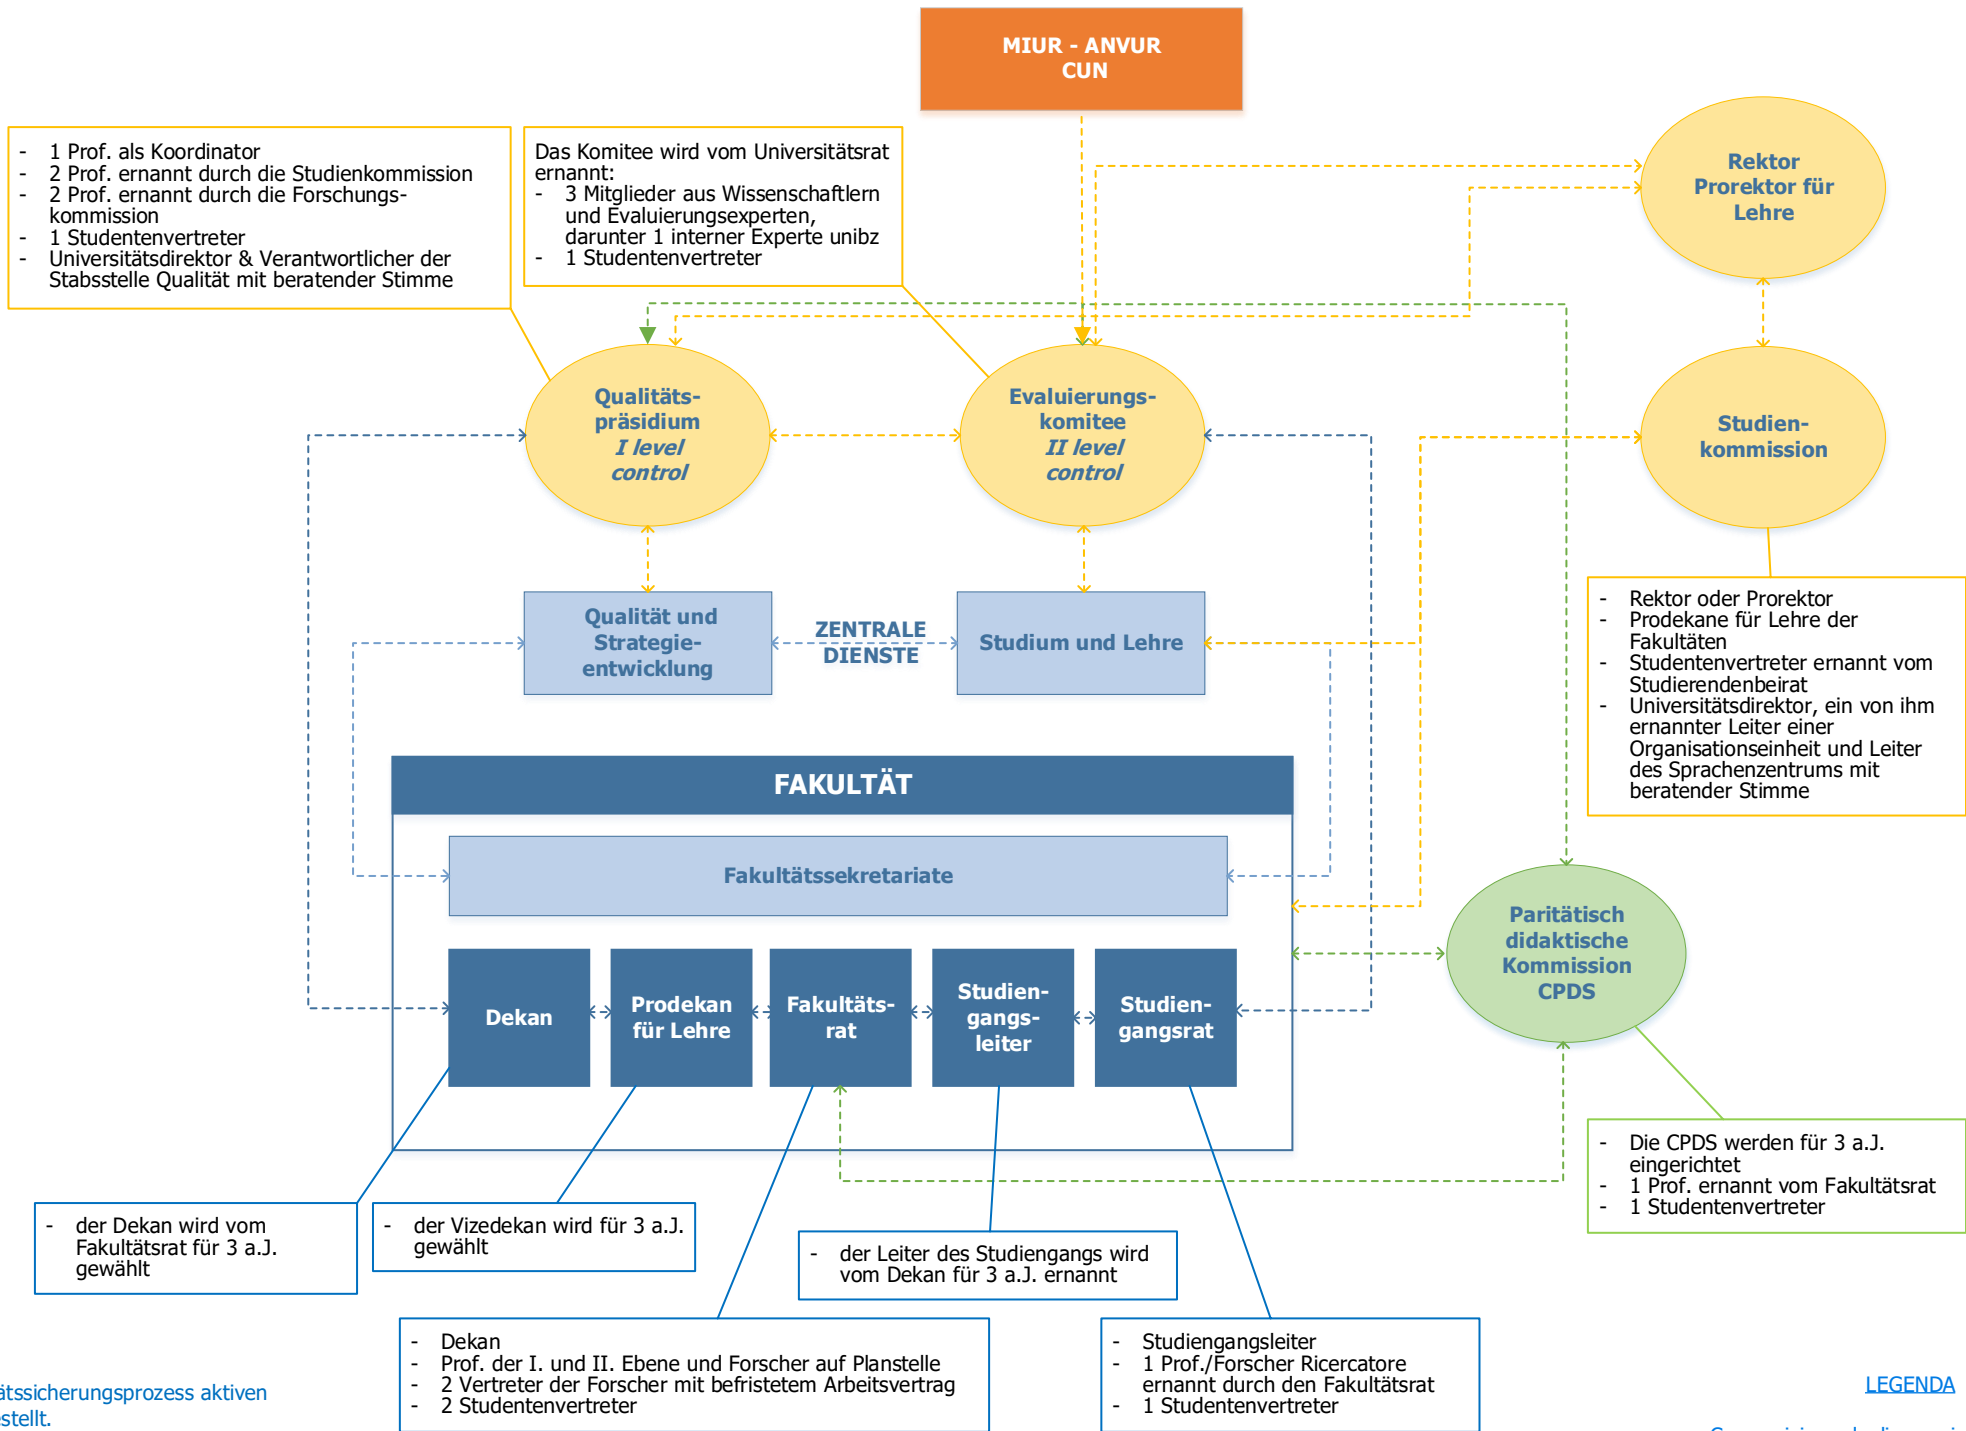 MIUR - ANVUR
CUN
- 1 Prof. als Koordinator
- 2 Prof. ernannt durch die Studienkommission
- 2 Prof. ernannt durch die Forschungs-
kommission
- 1 Studentenvertreter
- Universitätsdirektor & Verantwortlicher der
Stabsstelle Qualität mit beratender Stimme
Das Komitee wird vom Universitätsrat
ernannt:
- 3 Mitglieder aus Wissenschaftlern
und Evaluierungsexperten,
darunter 1 interner Experte unibz
- 1 Studentenvertreter
Rektor
Prorektor für
Lehre
Qualitäts-
präsidium
I level
control
Evaluierungs-
komitee
II level
control
Studien-
kommission
Qualität und
Strategie-
entwicklung
ZENTRALE
DIENSTE
Studium und Lehre
- Rektor oder Prorektor
- Prodekane für Lehre der
Fakultäten
- Studentenvertreter ernannt vom
Studierendenbeirat
- Universitätsdirektor, ein von ihm
ernannter Leiter einer
Organisationseinheit und Leiter
des Sprachenzentrums mit
beratender Stimme
FAKULTÄT
Fakultätssekretariate
Dekan
Prodekan
für Lehre
Fakultäts-
rat
Studien-
gangs-
leiter
Studien-
gangsrat
Paritätisch
didaktische
Kommission
CPDS
- Die CPDS werden für 3 a.J.
eingerichtet
- 1 Prof. ernannt vom Fakultätsrat
- 1 Studentenvertreter
- der Dekan wird vom
Fakultätsrat für 3 a.J.
gewählt
- der Vizedekan wird für 3 a.J.
gewählt
- der Leiter des Studiengangs wird
vom Dekan für 3 a.J. ernannt
- Dekan
- Prof. der I. und II. Ebene und Forscher auf Planstelle
- 2 Vertreter der Forscher mit befristetem Arbeitsvertrag
- 2 Studentenvertreter
- Studiengangsleiter
- 1 Prof./Forscher Ricercatore
ernannt durch den Fakultätsrat
- 1 Studentenvertreter
ätssicherungsprozess aktiven
stellt.
LEGENDA